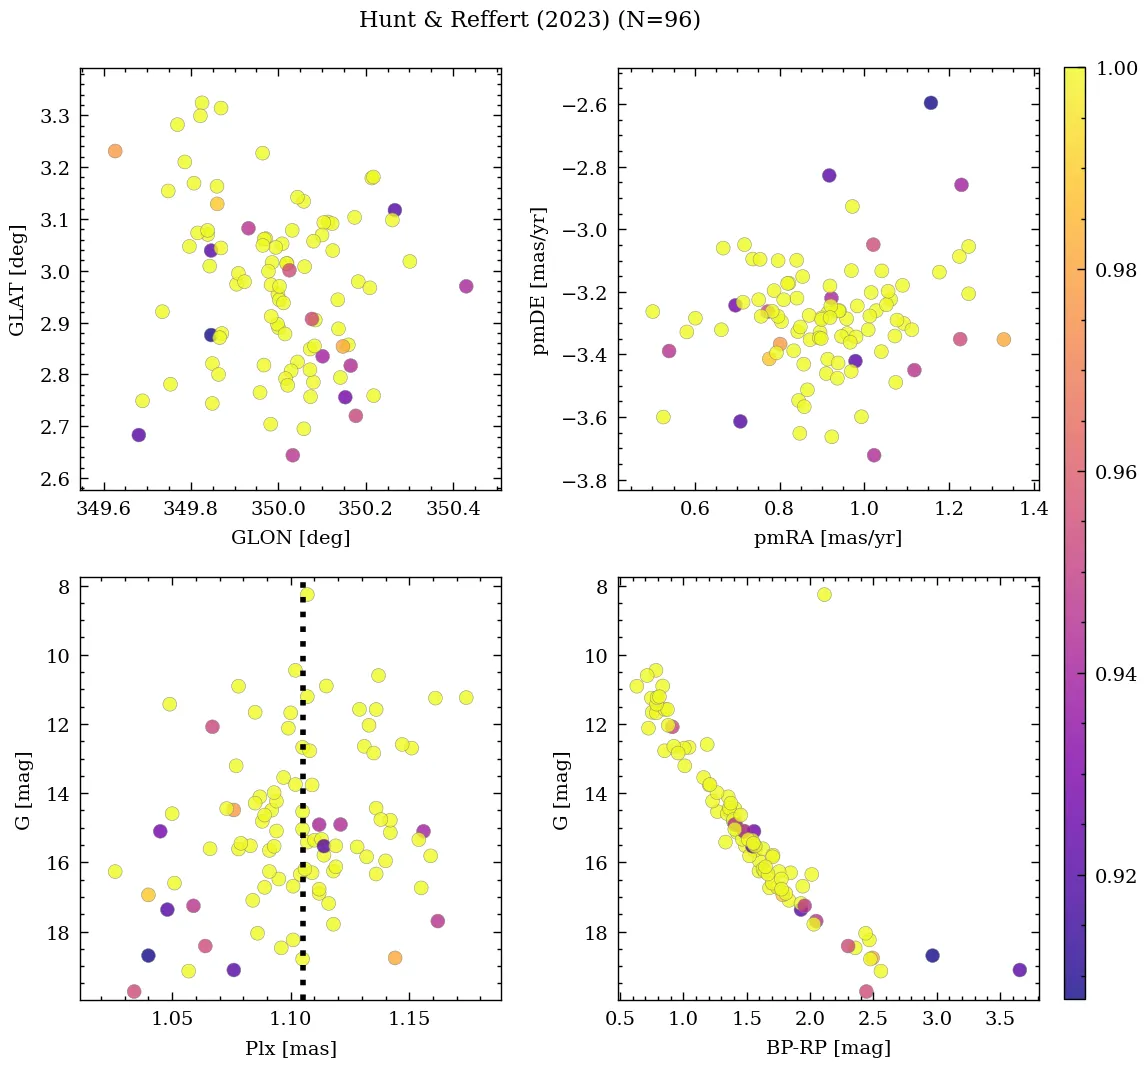 Hunt & Reffert (2023) (N=96)
3.3
3.2
3.1
3.0
2.9
2.8
2.7
2.6
GLAT [deg]
349.6 349.8 350.0 350.2 350.4
GLON [deg]
−2.6
−2.8
−3.0
−3.2
−3.4
−3.6
−3.8
pmDE [mas/yr]
0.6 0.8 1.0 1.2 1.4
pmRA [mas/yr]
8
10
12
14
16
18
G [mag]
1.05 1.10 1.15
Plx [mas]
8
10
12
14
16
18
G [mag]
0.5 1.0 1.5 2.0 2.5 3.0 3.5
BP-RP [mag]
1.00
0.98
0.96
0.94
0.92